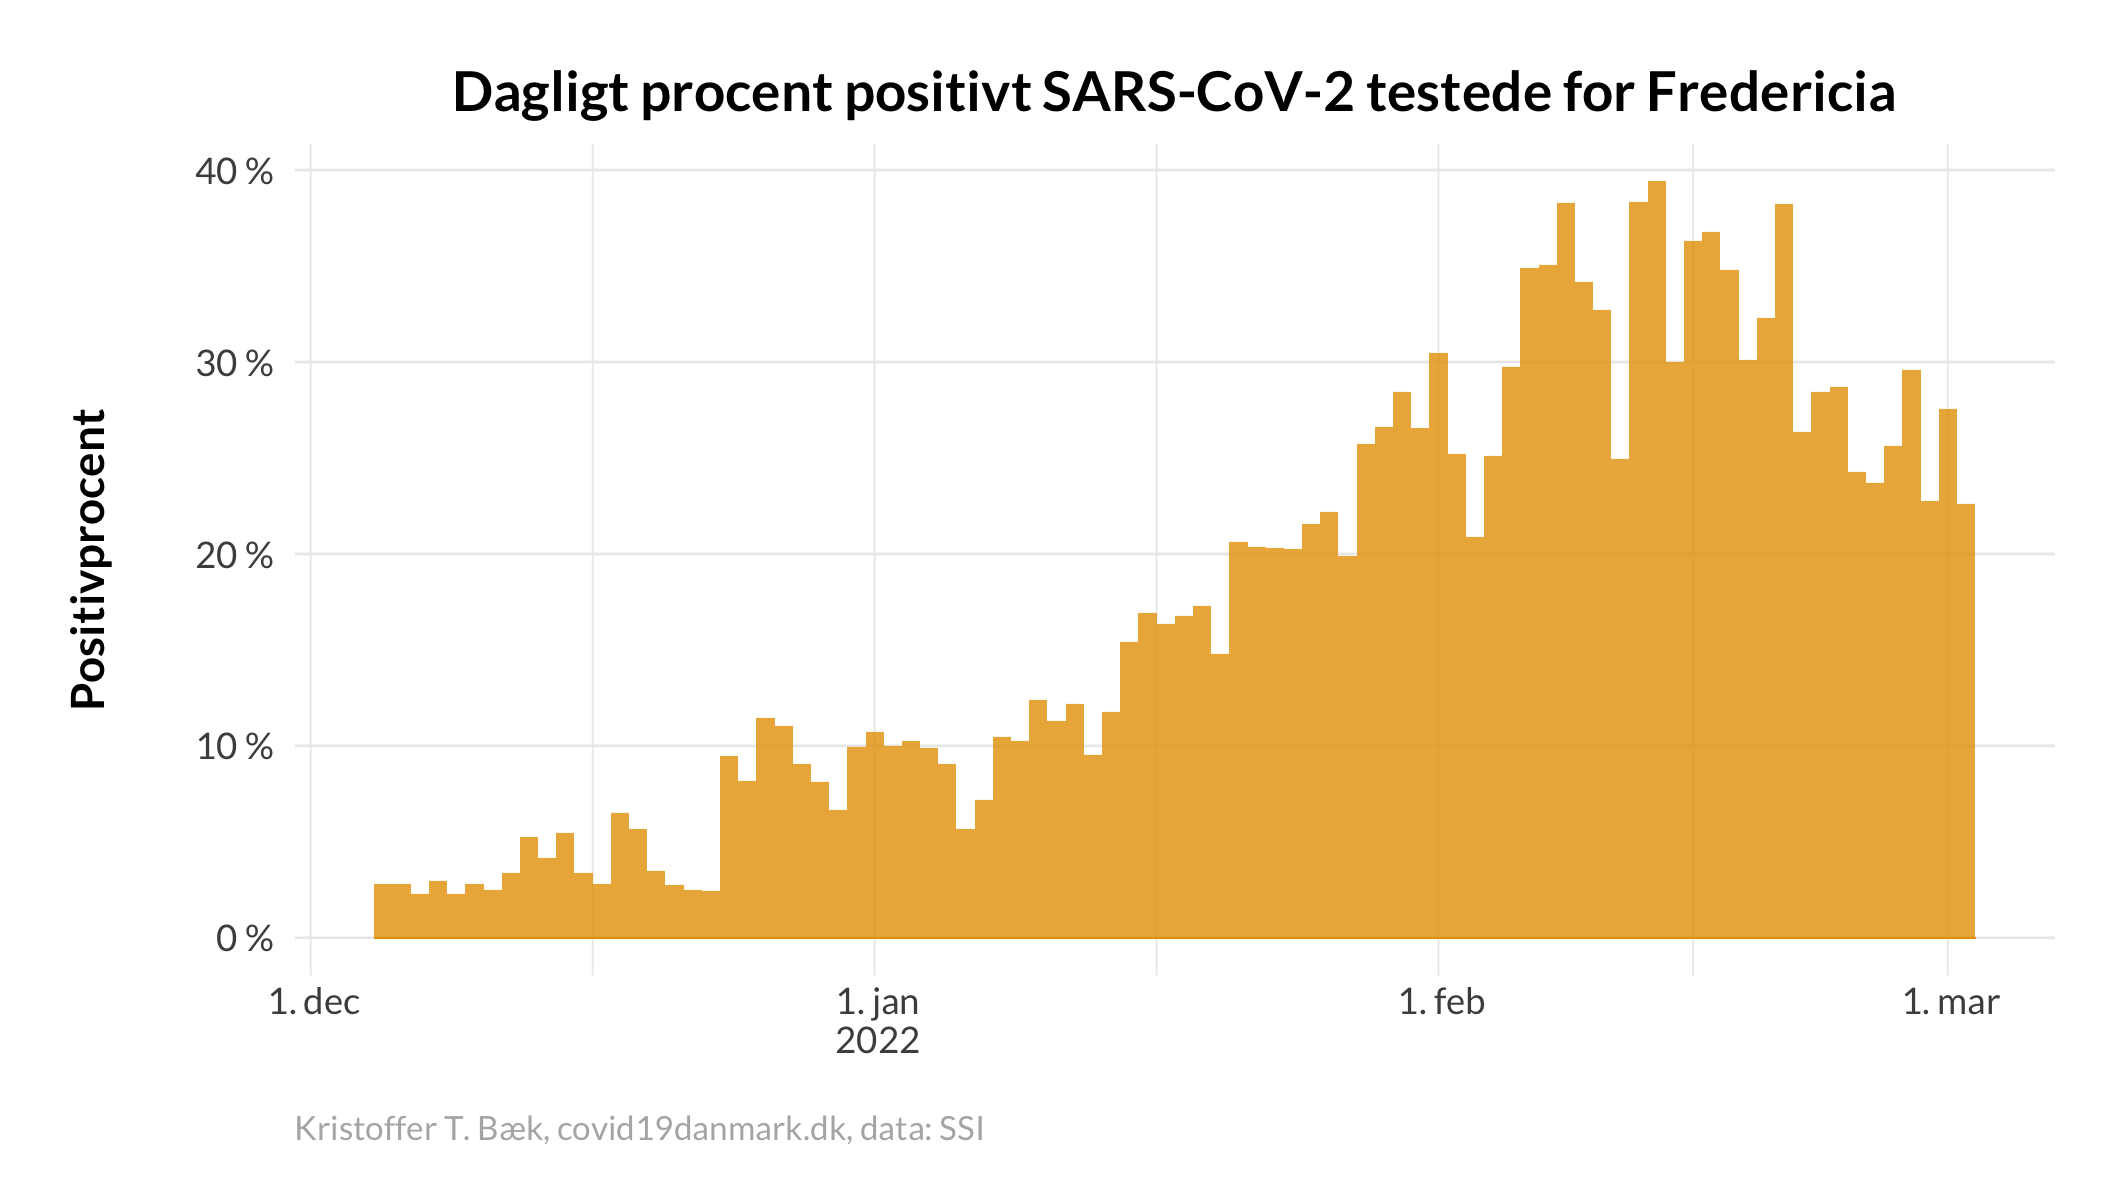 Dagligt procent positivt SARS-CoV-2 testede for Fredericia
Positivprocent
40 %
30 %
20 %
10 %
0 %
1. dec
1. jan
2022
1. feb
1. mar
Kristoffer T. Bæk, covid19danmark.dk, data: SSI